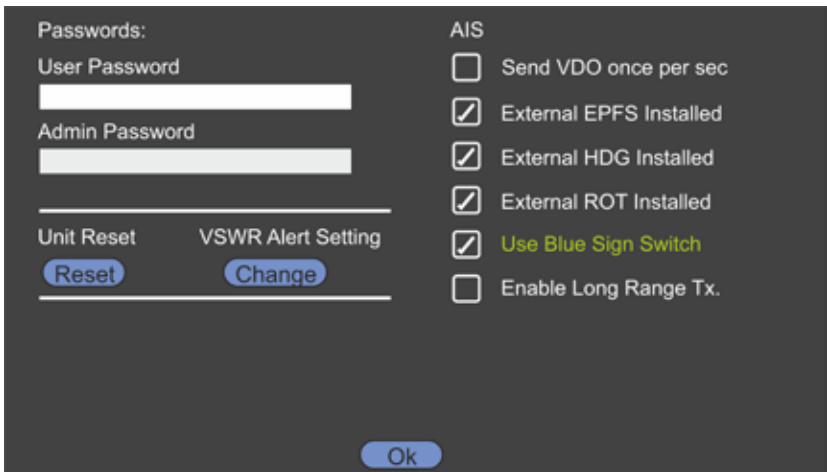 Passwords:
User Password
Admin Password
Unit Reset
VSWR Alert Setting
Reset
Change
AIS
Send VDO once per sec
External EPFS Installed
External HDG Installed
External ROT Installed
Use Blue Sign Switch
Enable Long Range Tx.
Ok